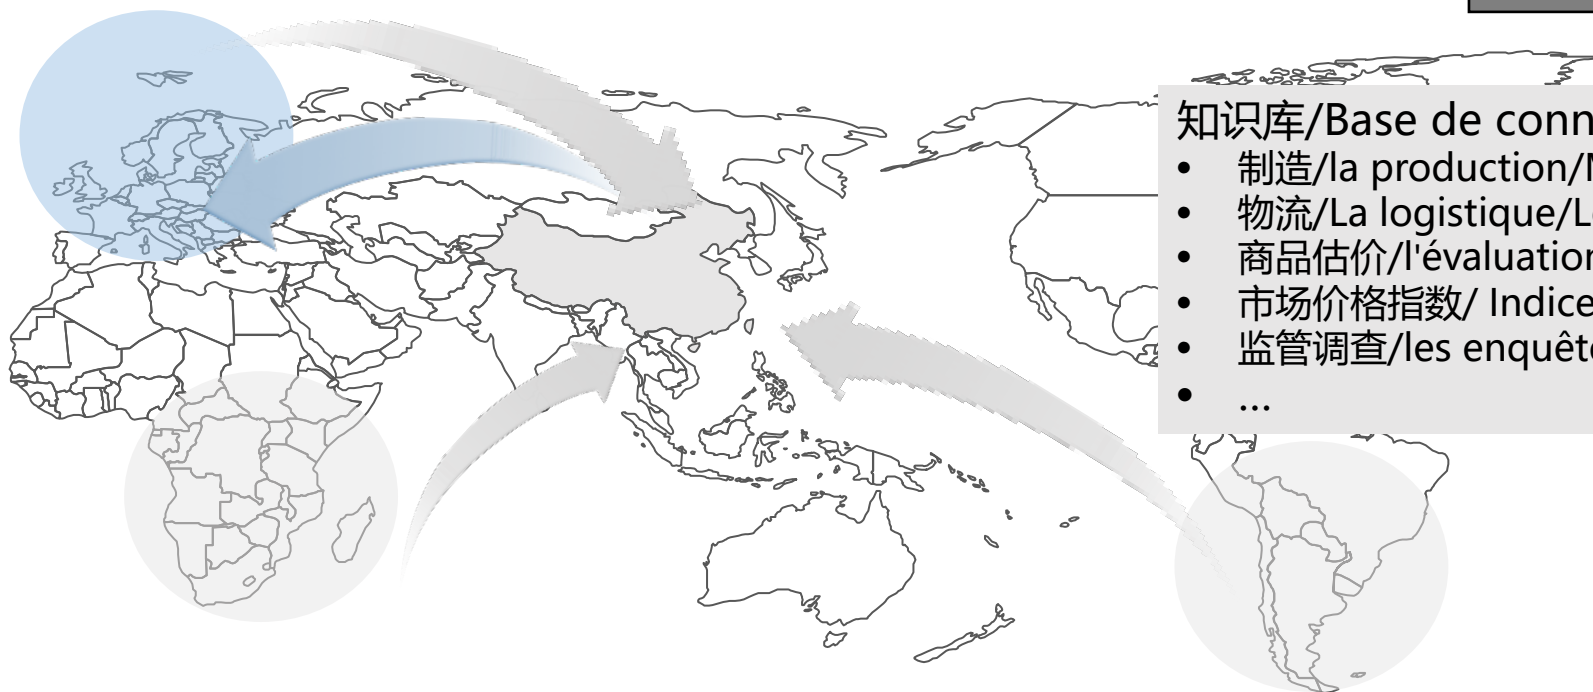 知识库/Base de conn
• 制造/la production/
• 物流/La logistique/L
• 商品估价/l'évaluation
• 市场价格指数/ Indice
• 监管调查/les enquêt
• ...